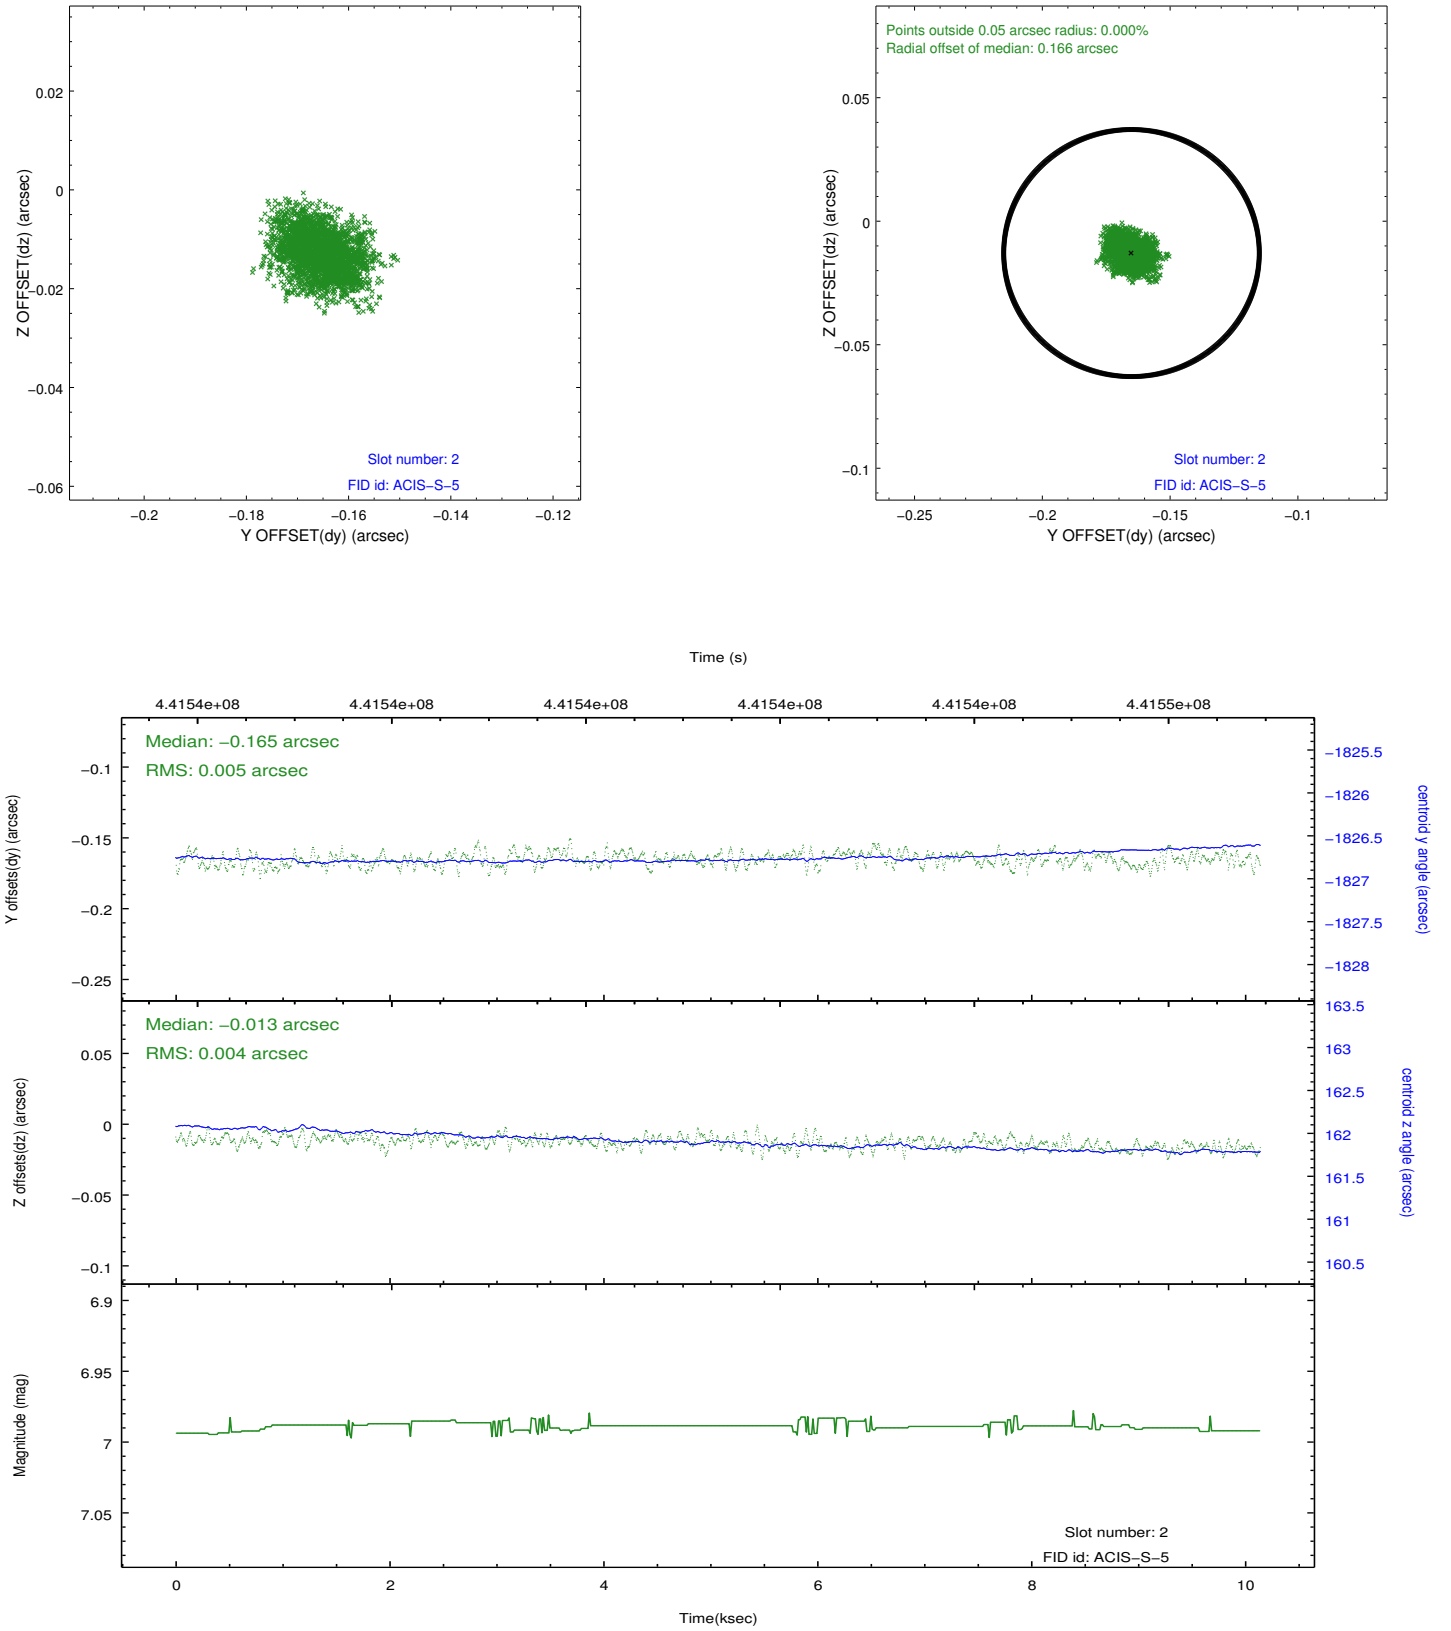 0.02
0
−0.02
−0.04
−0.06
Z OFFSET(dz) (arcsec)
Slot number: 2
FID id: ACIS−S−5
−0.2
−0.18
−0.16
−0.14
−0.12
Y OFFSET(dy) (arcsec)
Points outside 0.05 arcsec radius: 0.000%
Radial offset of median: 0.166 arcsec
0.05
0
−0.05
−0.1
Z OFFSET(dz) (arcsec)
Slot number: 2
FID id: ACIS−S−5
−0.25
−0.2
−0.15
−0.1
Y OFFSET(dy) (arcsec)
Time (s)
4.4154e+08
4.4154e+08
4.4154e+08
4.4154e+08
4.4154e+08
4.4155e+08
Median: −0.165 arcsec
RMS: 0.005 arcsec
−0.1
−0.15
−0.2
−0.25
Y offsets(dy) (arcsec)
−1825.5
−1826
−1826.5
−1827
−1827.5
−1828
centroid y angle (arcsec)
Median: −0.013 arcsec
RMS: 0.004 arcsec
0.05
0
−0.05
−0.1
Z offsets(dz) (arcsec)
163.5
163
162.5
162
161.5
161
160.5
centroid z angle (arcsec)
6.9
6.95
7
7.05
Magnitude (mag)
Slot number: 2
FID id: ACIS−S−5
0
2
4
6
8
10
Time(ksec)